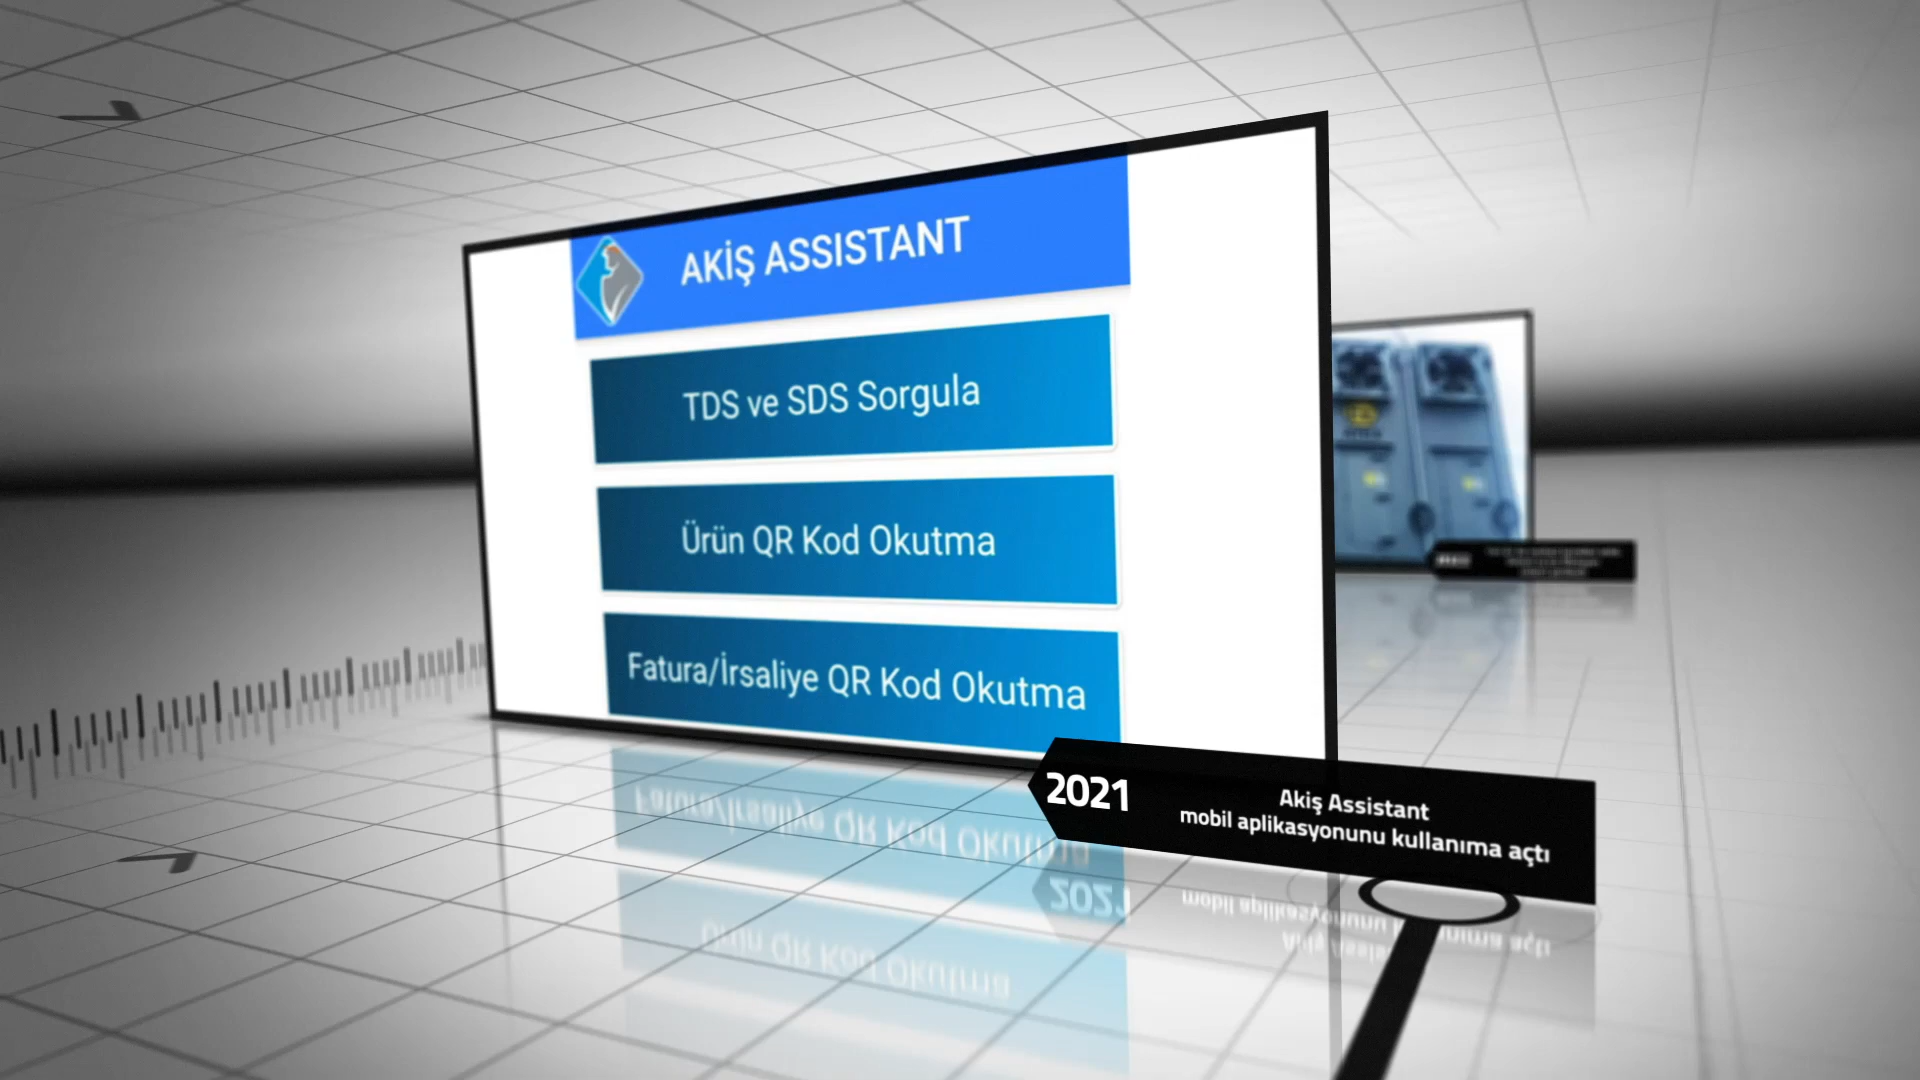 AKİŞ ASSISTANT
TDS ve SDS Sorgula
Ürün QR Kod Okutma
Fatura/İrsaliye QR Kod Okutma
2021
Akiş Assistant
mobil aplikasyonunu kullanıma açtı